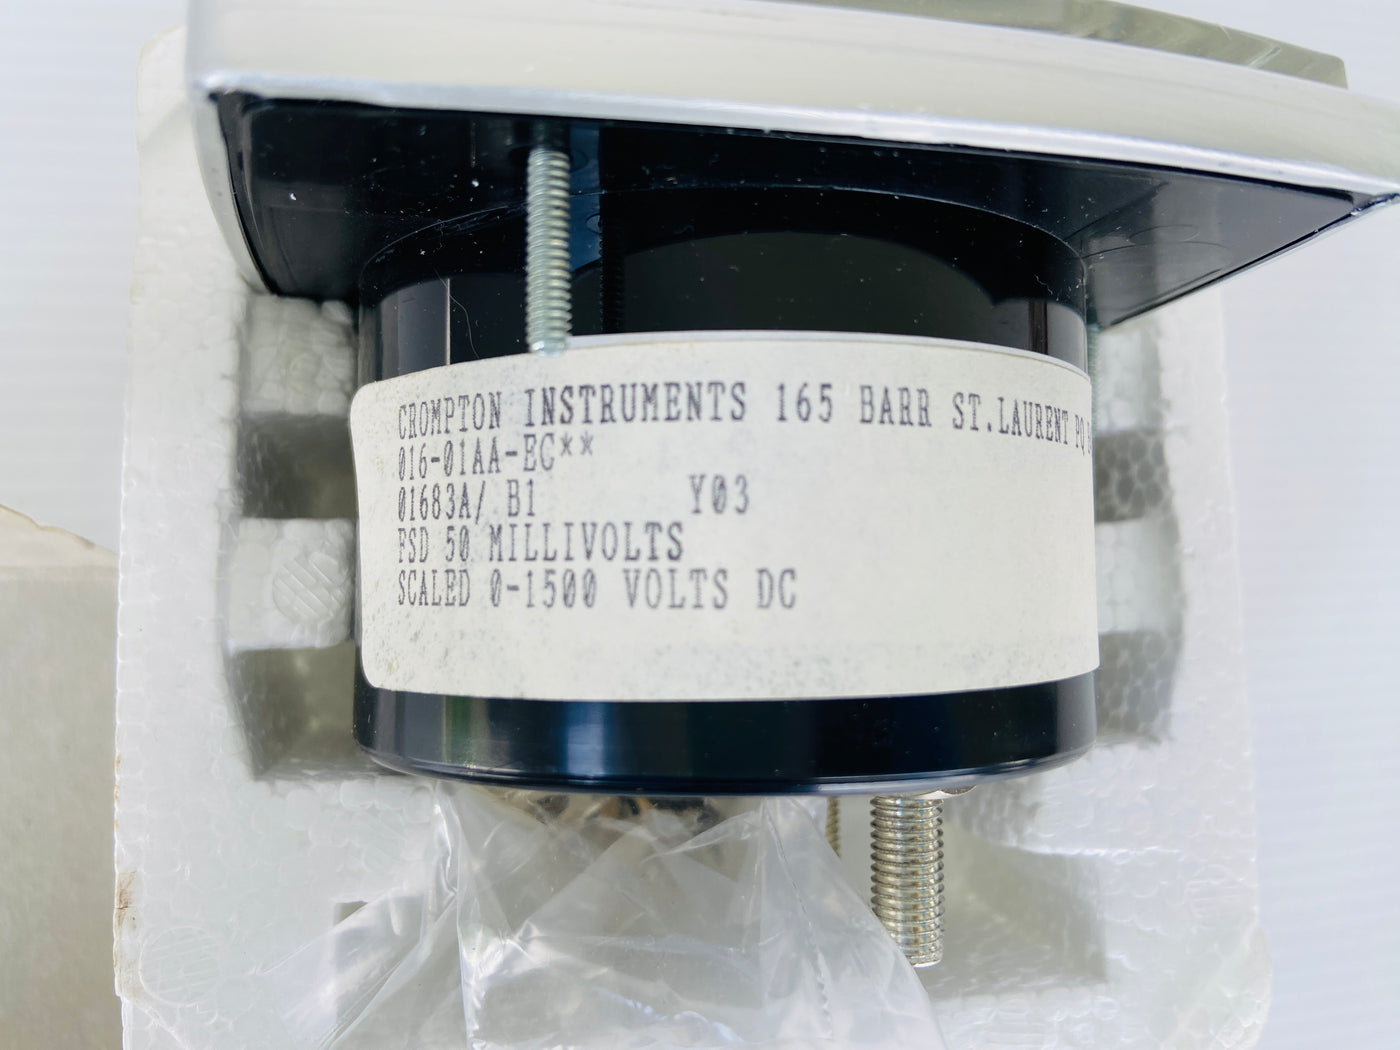 CROMPTON INSTRUMENTS 165 BARR ST.LAURENT PQ
016-01AA-EC**
01683A/ B1 Y03
FSD 50 MILLIVOLTS
SCALED 0-1500 VOLTS DC